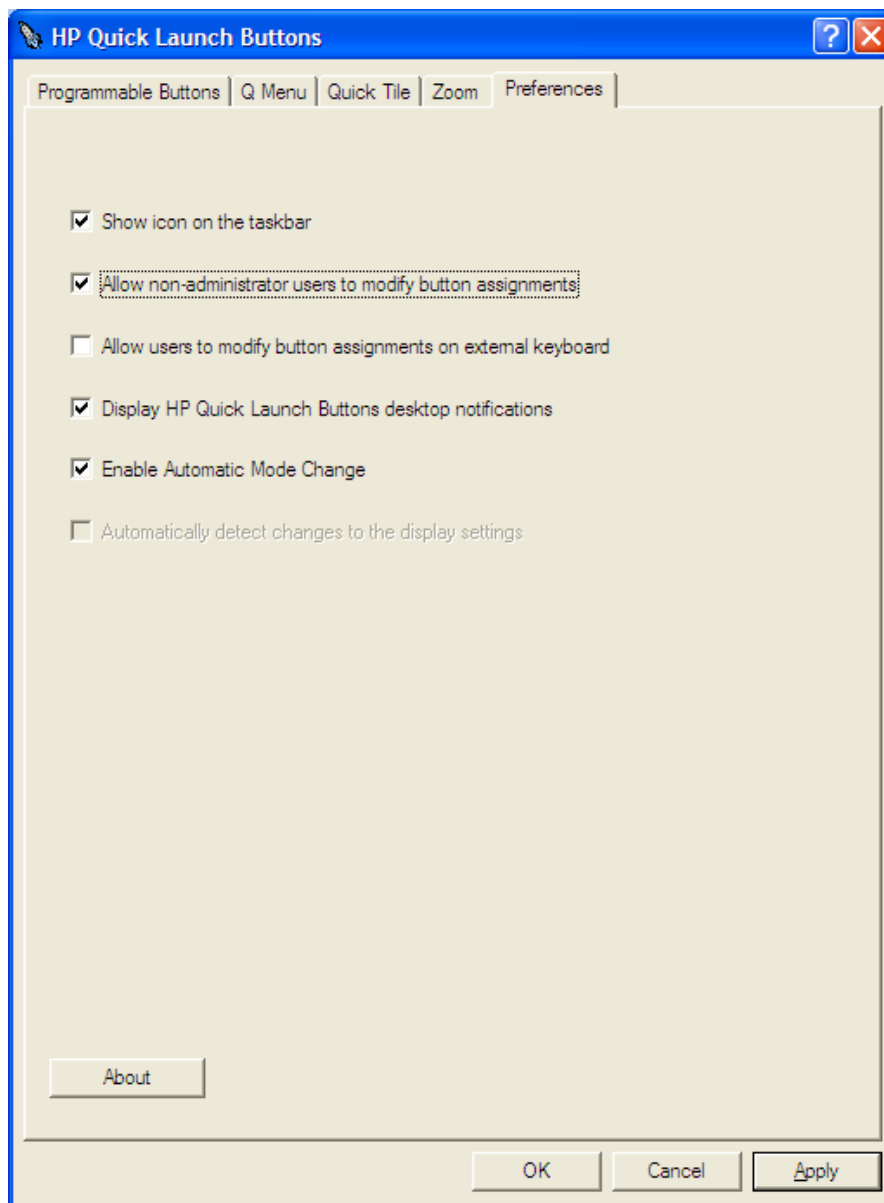 HP Quick Launch Buttons
Programmable Buttons Q Menu Quick Tile Zoom Preferences
Show icon on the taskbar
Allow non-administrator users to modify button assignments
Allow users to modify button assignments on external keyboard
Display HP Quick Launch Buttons desktop notifications
Enable Automatic Mode Change
Automatically detect changes to the display settings
About
OK Cancel Apply